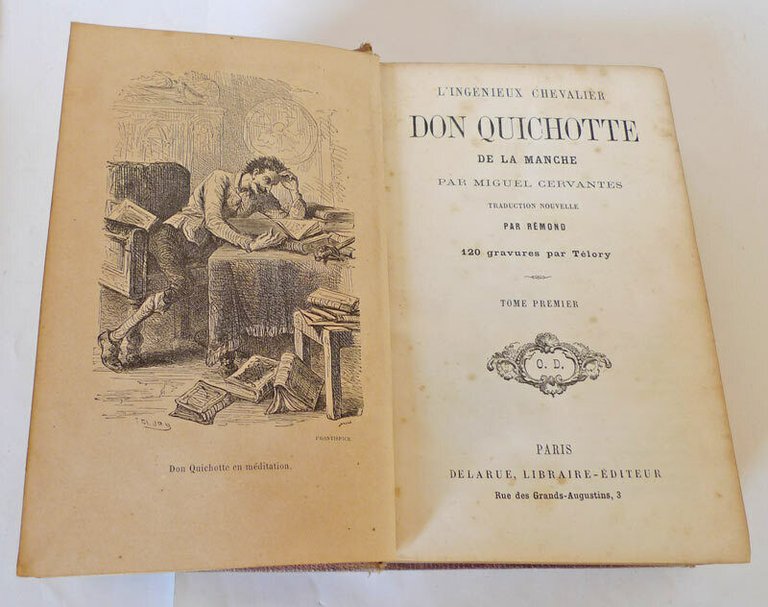 FRONTISPICE
Don Quichotte en méditation.
L'INGÉNIEUX CHEVALIER
DON QUICHOTTE
DE LA MANCHE
PAR MIGUEL CERVANTES
TRADUCTION NOUVELLE
PAR RÉMOND
120 gravures par Télory
TOME PREMIER
O. D.
PARIS
DELARUE, LIBRAIRE-ÉDITEUR
Rue des Grands-Augustins, 3